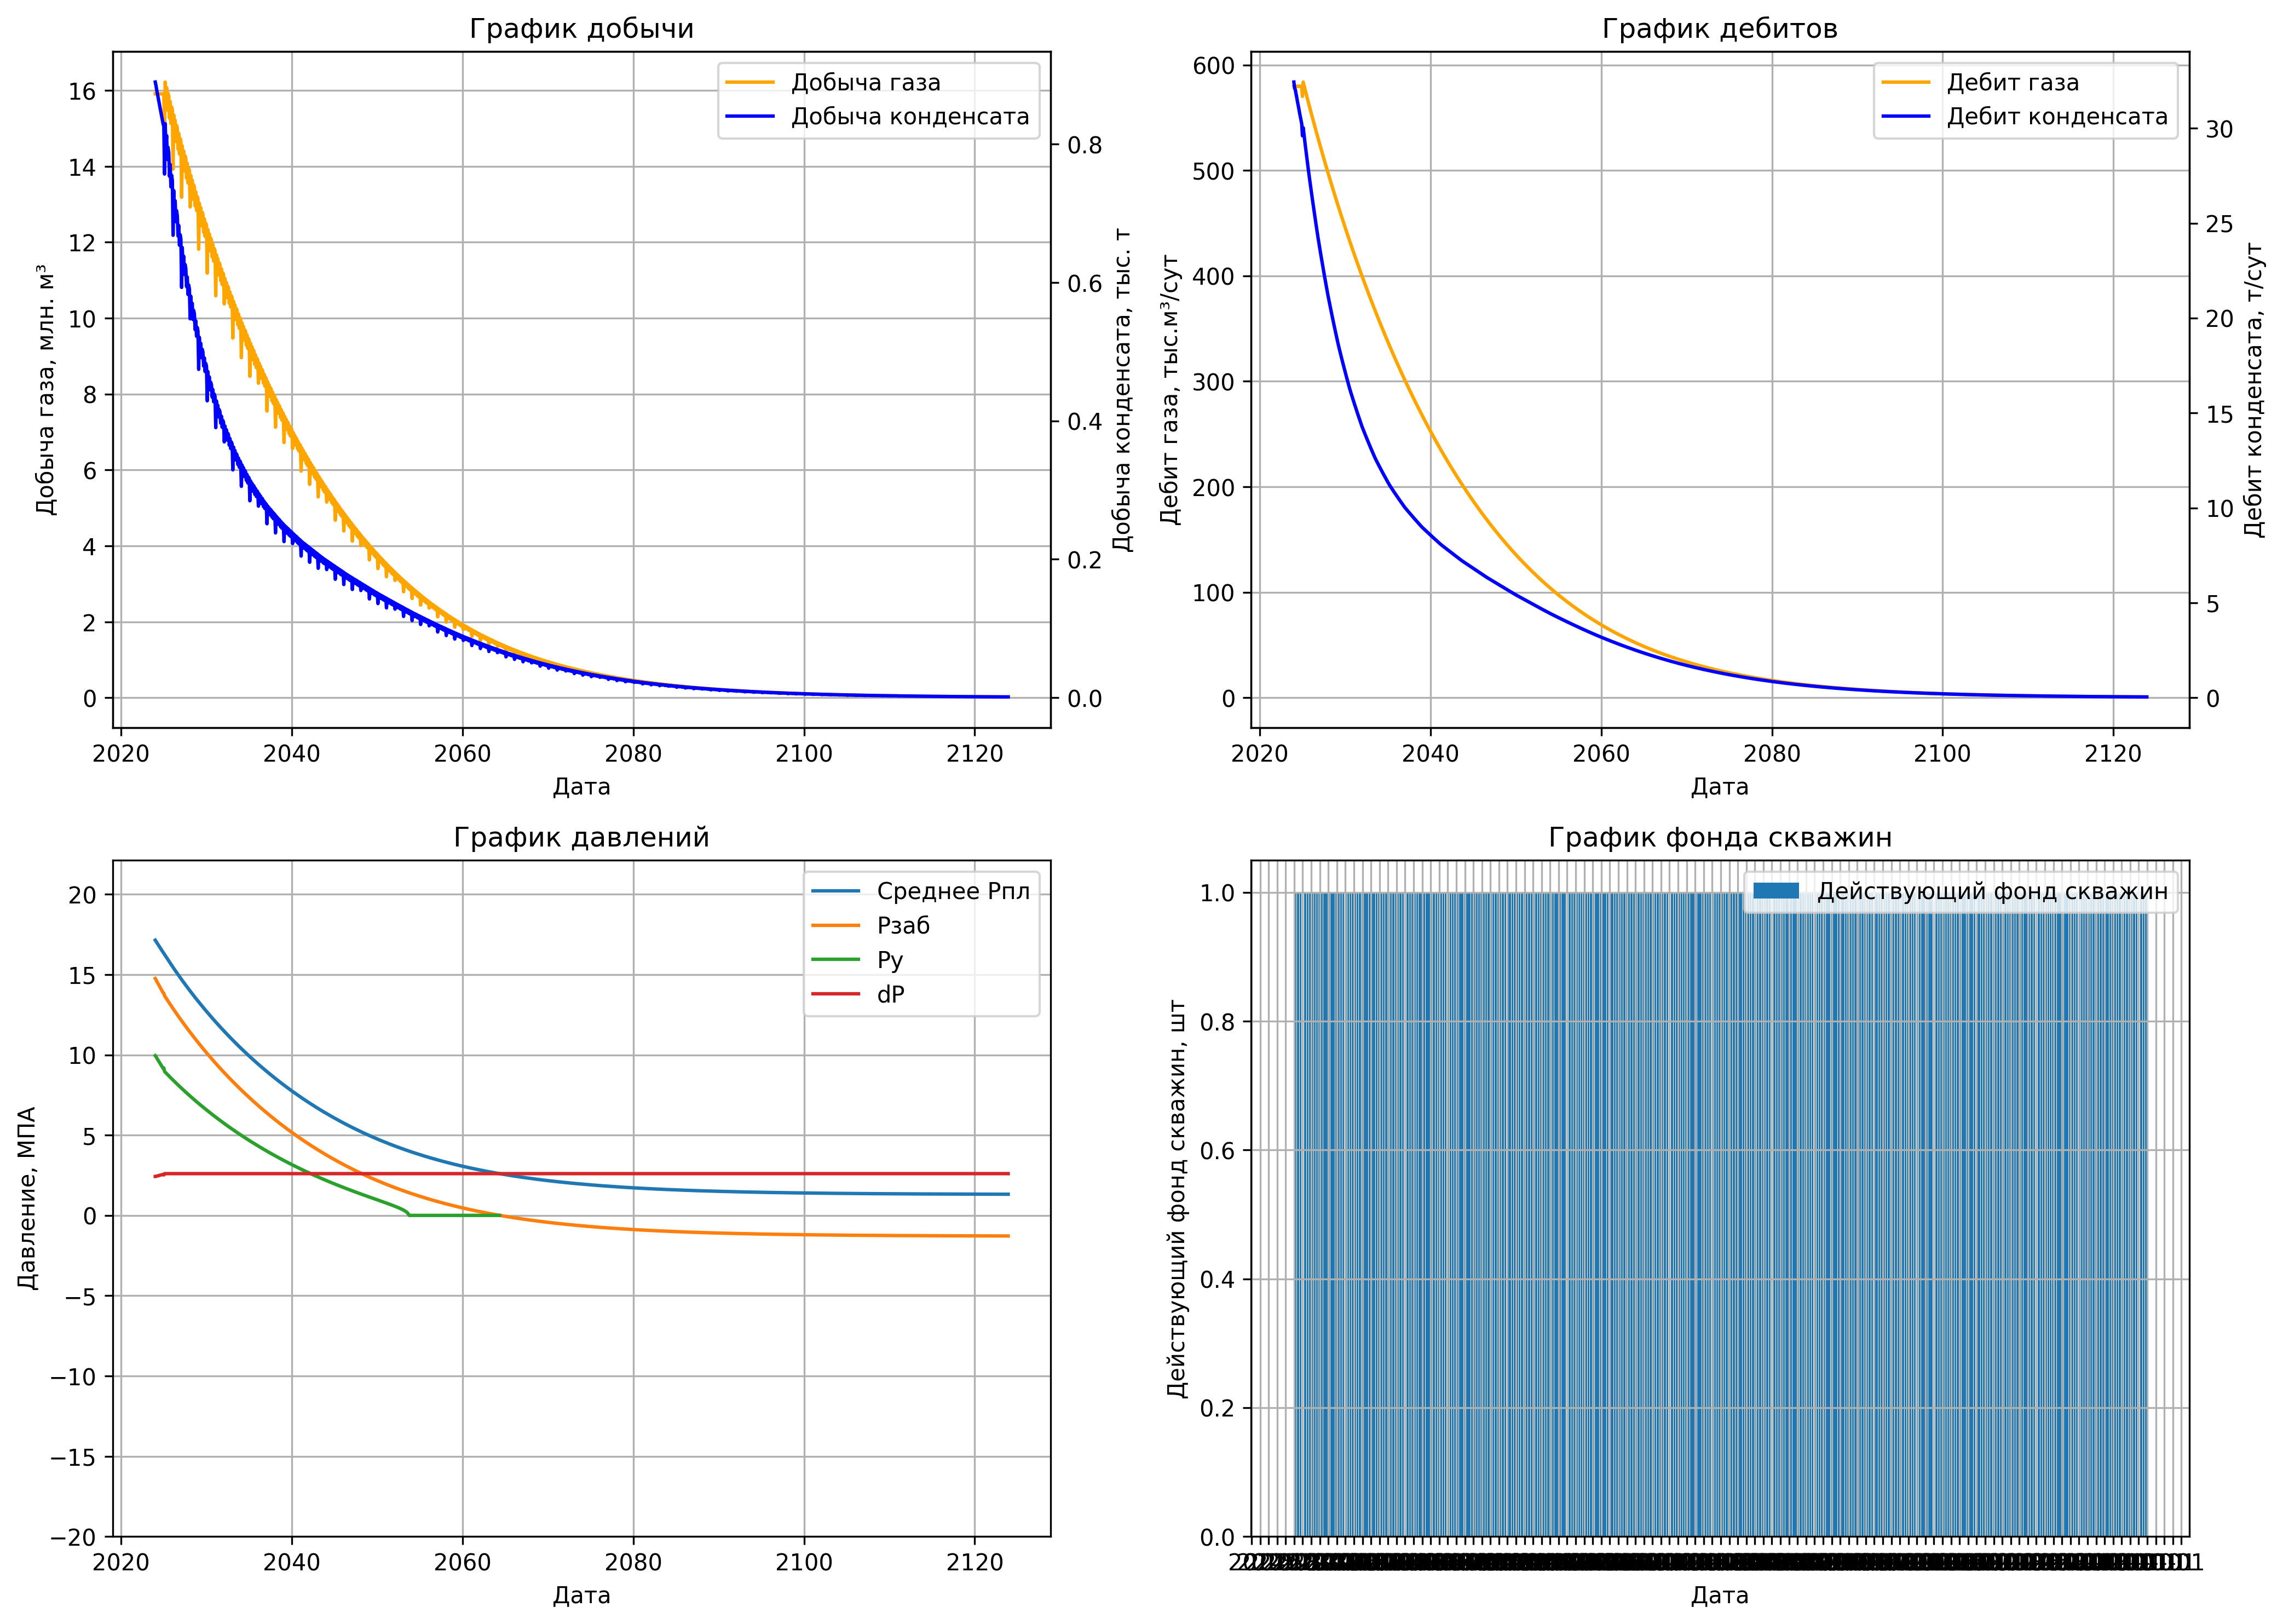 График добычи
Добыча газа, млн. м³
16
14
12
10
8
6
4
2
0
Добыча газа
Добыча конденсата
0.8
0.6
0.4
0.2
0.0
Добыча конденсата, тыс. т
2020 2040 2060 2080 2100 2120
Дата
График дебитов
Дебит газа, тыс.м³/сут
600
500
400
300
200
100
0
Дебит газа
Дебит конденсата
30
25
20
15
10
5
0
Дебит конденсата, т/сут
2020 2040 2060 2080 2100 2120
Дата
График давлений
Давление, МПА
20
15
10
5
0
−5
−10
−15
−20
Среднее Рпл
Рзаб
Ру
dP
2020 2040 2060 2080 2100 2120
Дата
График фонда скважин
Действующий фонд скважин, шт
1.0
0.8
0.6
0.4
0.2
0.0
Действующий фонд скважин
Дата